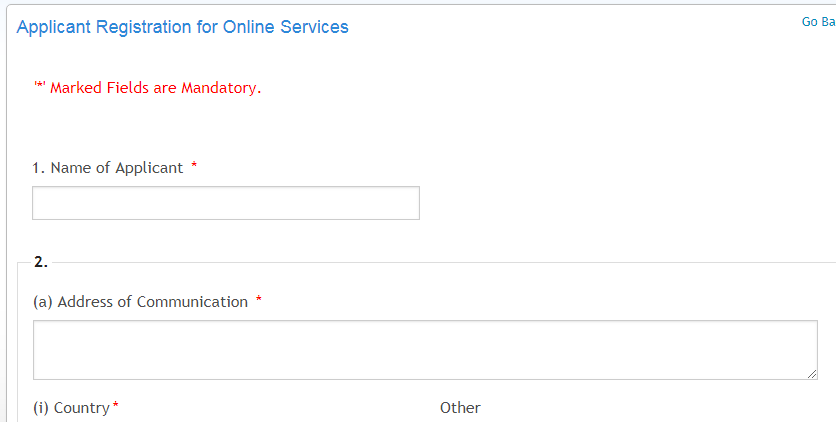 Applicant Registration for Online Services
Go Ba
'*' Marked Fields are Mandatory.
1. Name of Applicant *
2.
(a) Address of Communication *
(i) Country*
Other